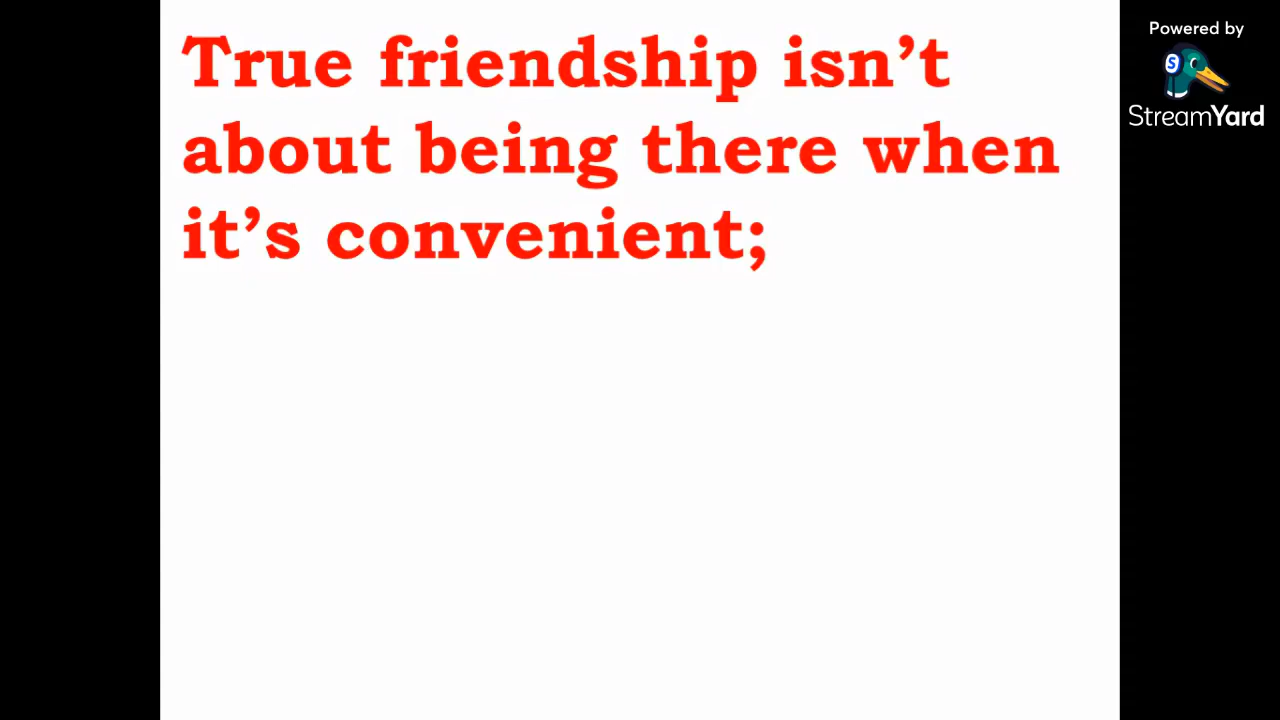 True friendship isn’t
about being there when
it’s convenient;
Powered by
S
StreamYard